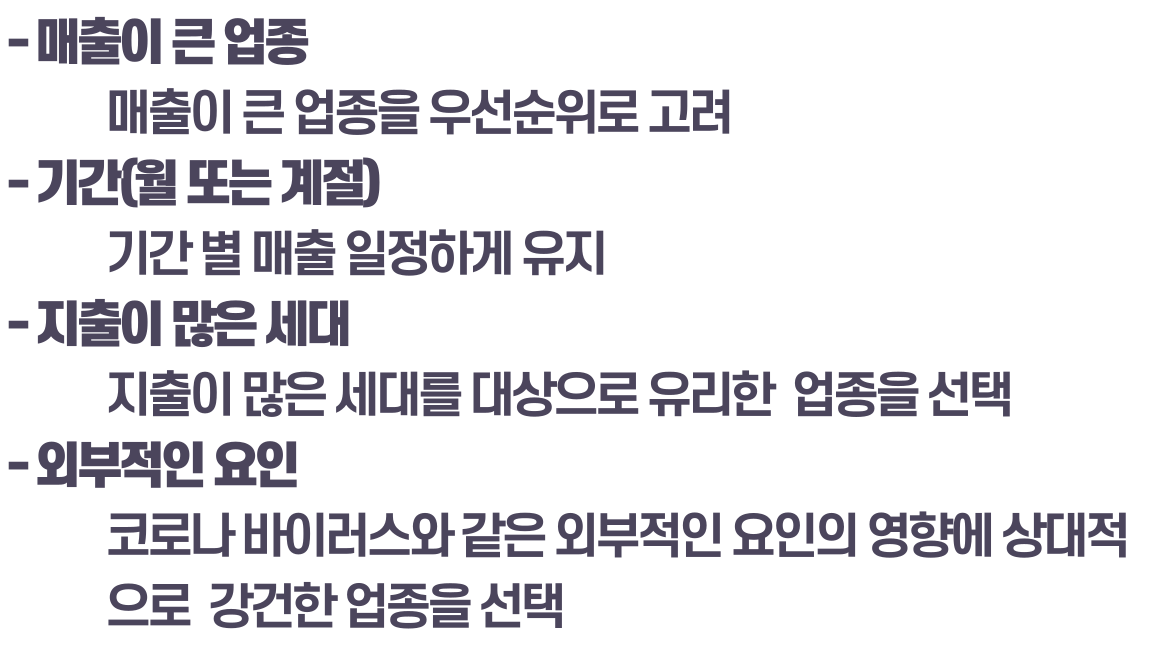 - 매출이 큰 업종
매출이 큰 업종을 우선순위로 고려
- 기간(월 또는 계절)
기간 별 매출 일정하게 유지
- 지출이 많은 세대
지출이 많은 세대를 대상으로 유리한 업종을 선택
- 외부적인 요인
코로나 바이러스와 같은 외부적인 요인의 영향에 상대적
으로 강건한 업종을 선택